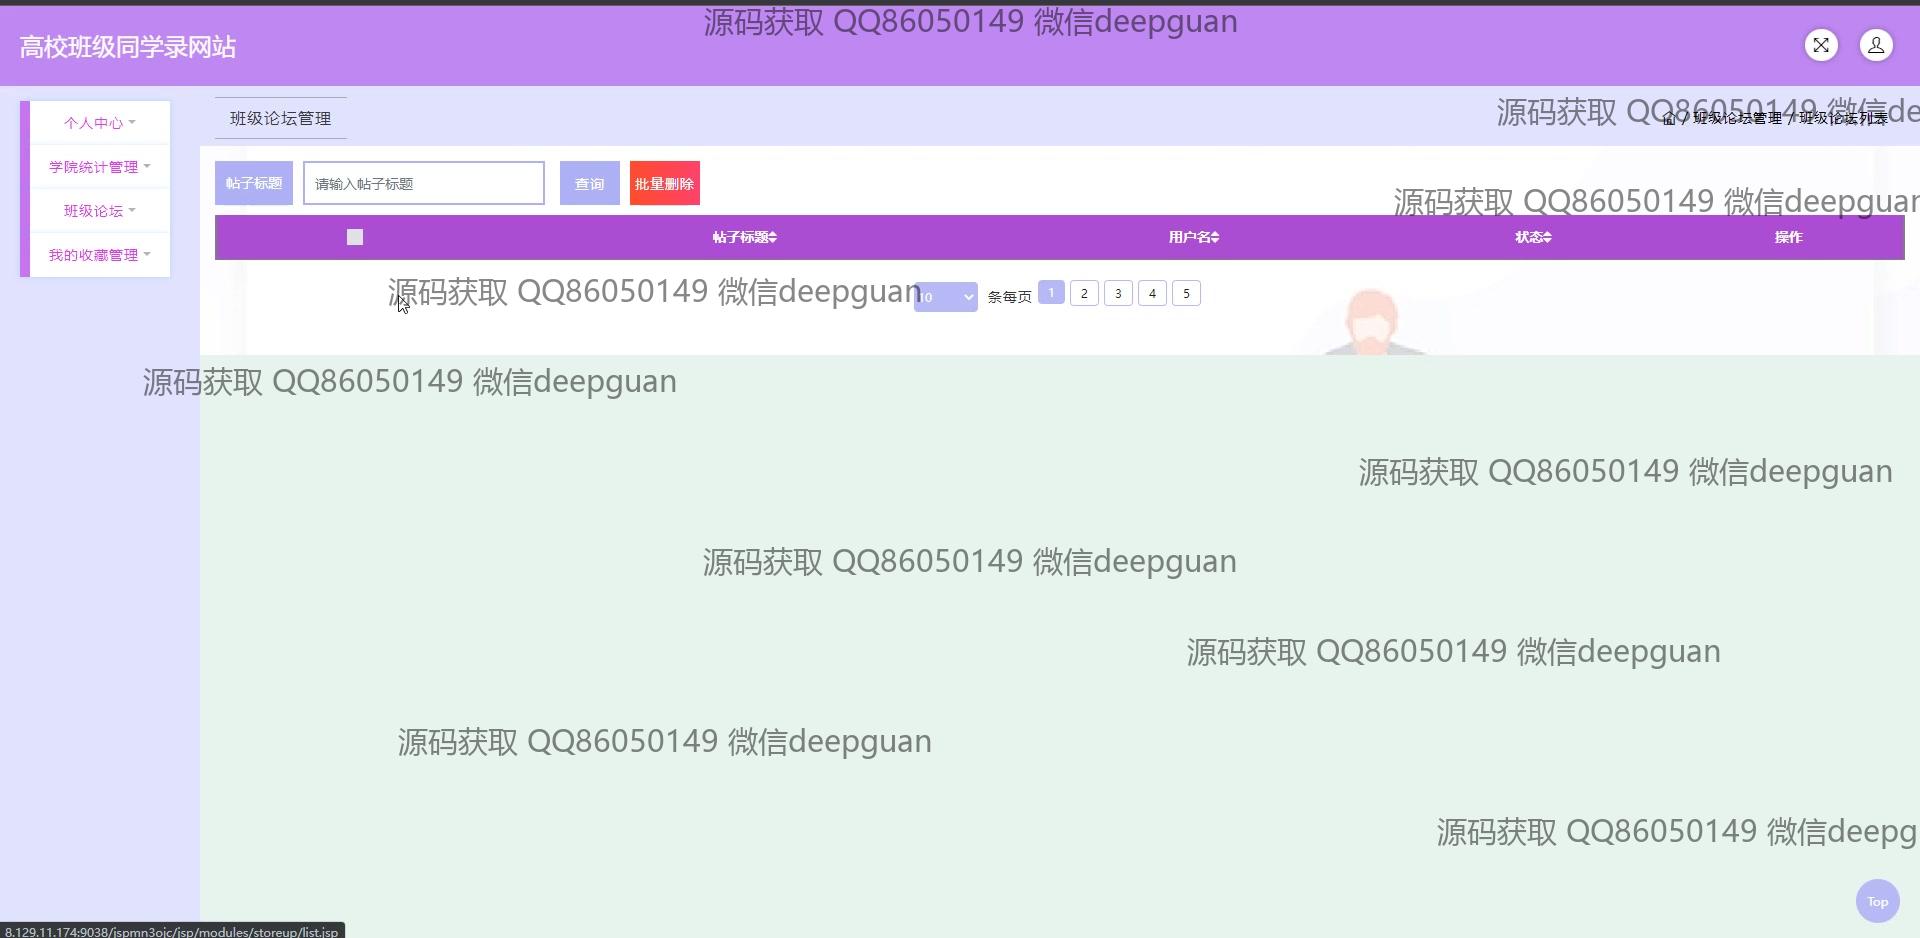 源码获取 QQ86050149 微信deepguan
高校班级同学录网站
个人中心
学院统计管理
班级论坛
我的收藏管理
班级论坛管理
源码获取 QQ86050149 微信de
/ 班级论坛管理 / 班级论坛列表
帖子标题
请输入帖子标题
查询
批量删除
源码获取 QQ86050149 微信deepguan
帖子标题
用户名
状态
操作
源码获取 QQ86050149 微信deepguan
10
条每页
1
2
3
4
5
源码获取 QQ86050149 微信deepguan
源码获取 QQ86050149 微信deepguan
源码获取 QQ86050149 微信deepguan
源码获取 QQ86050149 微信deepguan
源码获取 QQ86050149 微信deepguan
源码获取 QQ86050149 微信deepg
Top
8.129.11.174:9038/jspmn3ojc/jsp/modules/storeup/list.jsp